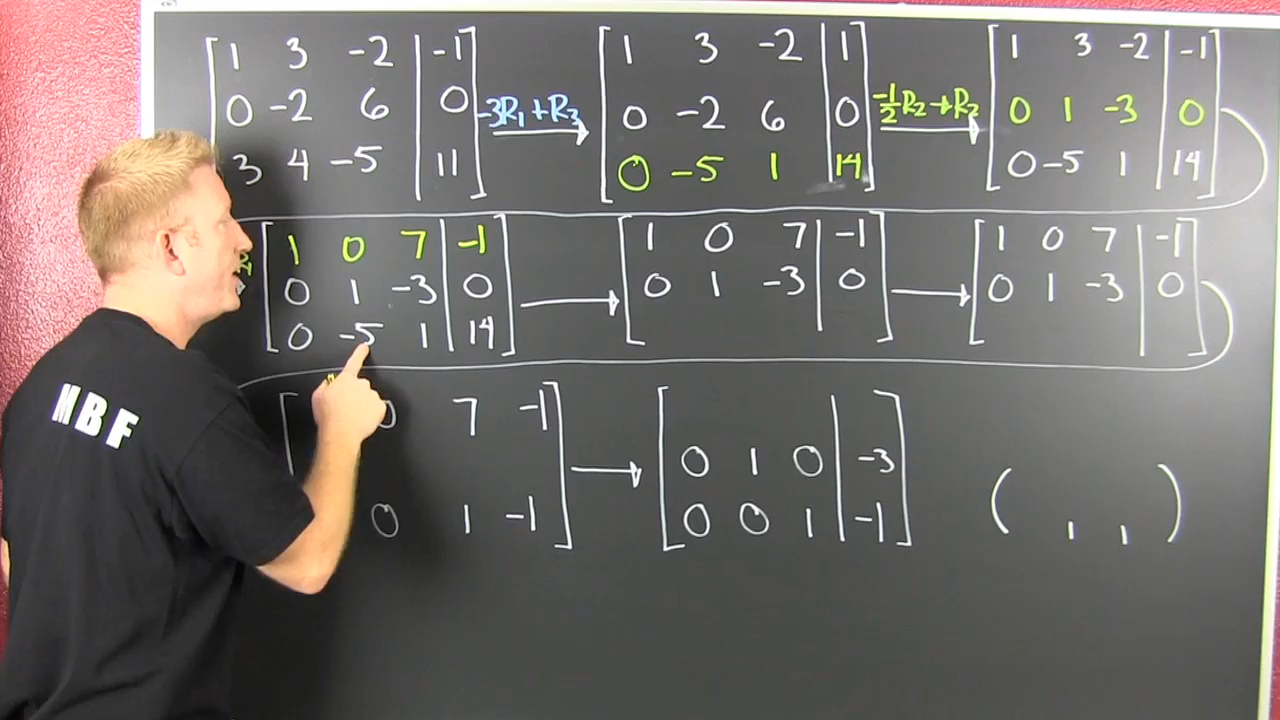 1 3 -2 | -1 1 3 -2 | 1 1 3 -2 | -1
0 -2 6 | 0 -3R₁+R₃ 0 -2 6 | 0 -1/2R₂→R₂ 0 1 -3 | 0
3 4 -5 | 11 0 -5 1 | 14 0 -5 1 | 14
1 0 7 | -1 1 0 7 | -1 1 0 7 | -1
0 1 -3 | 0 0 1 -3 | 0 0 1 -3 | 0
0 -5 1 | 14
0 7 -1
0 1 0 | -3
0 1 -1 0 0 1 | -1 ( , , )
MBF